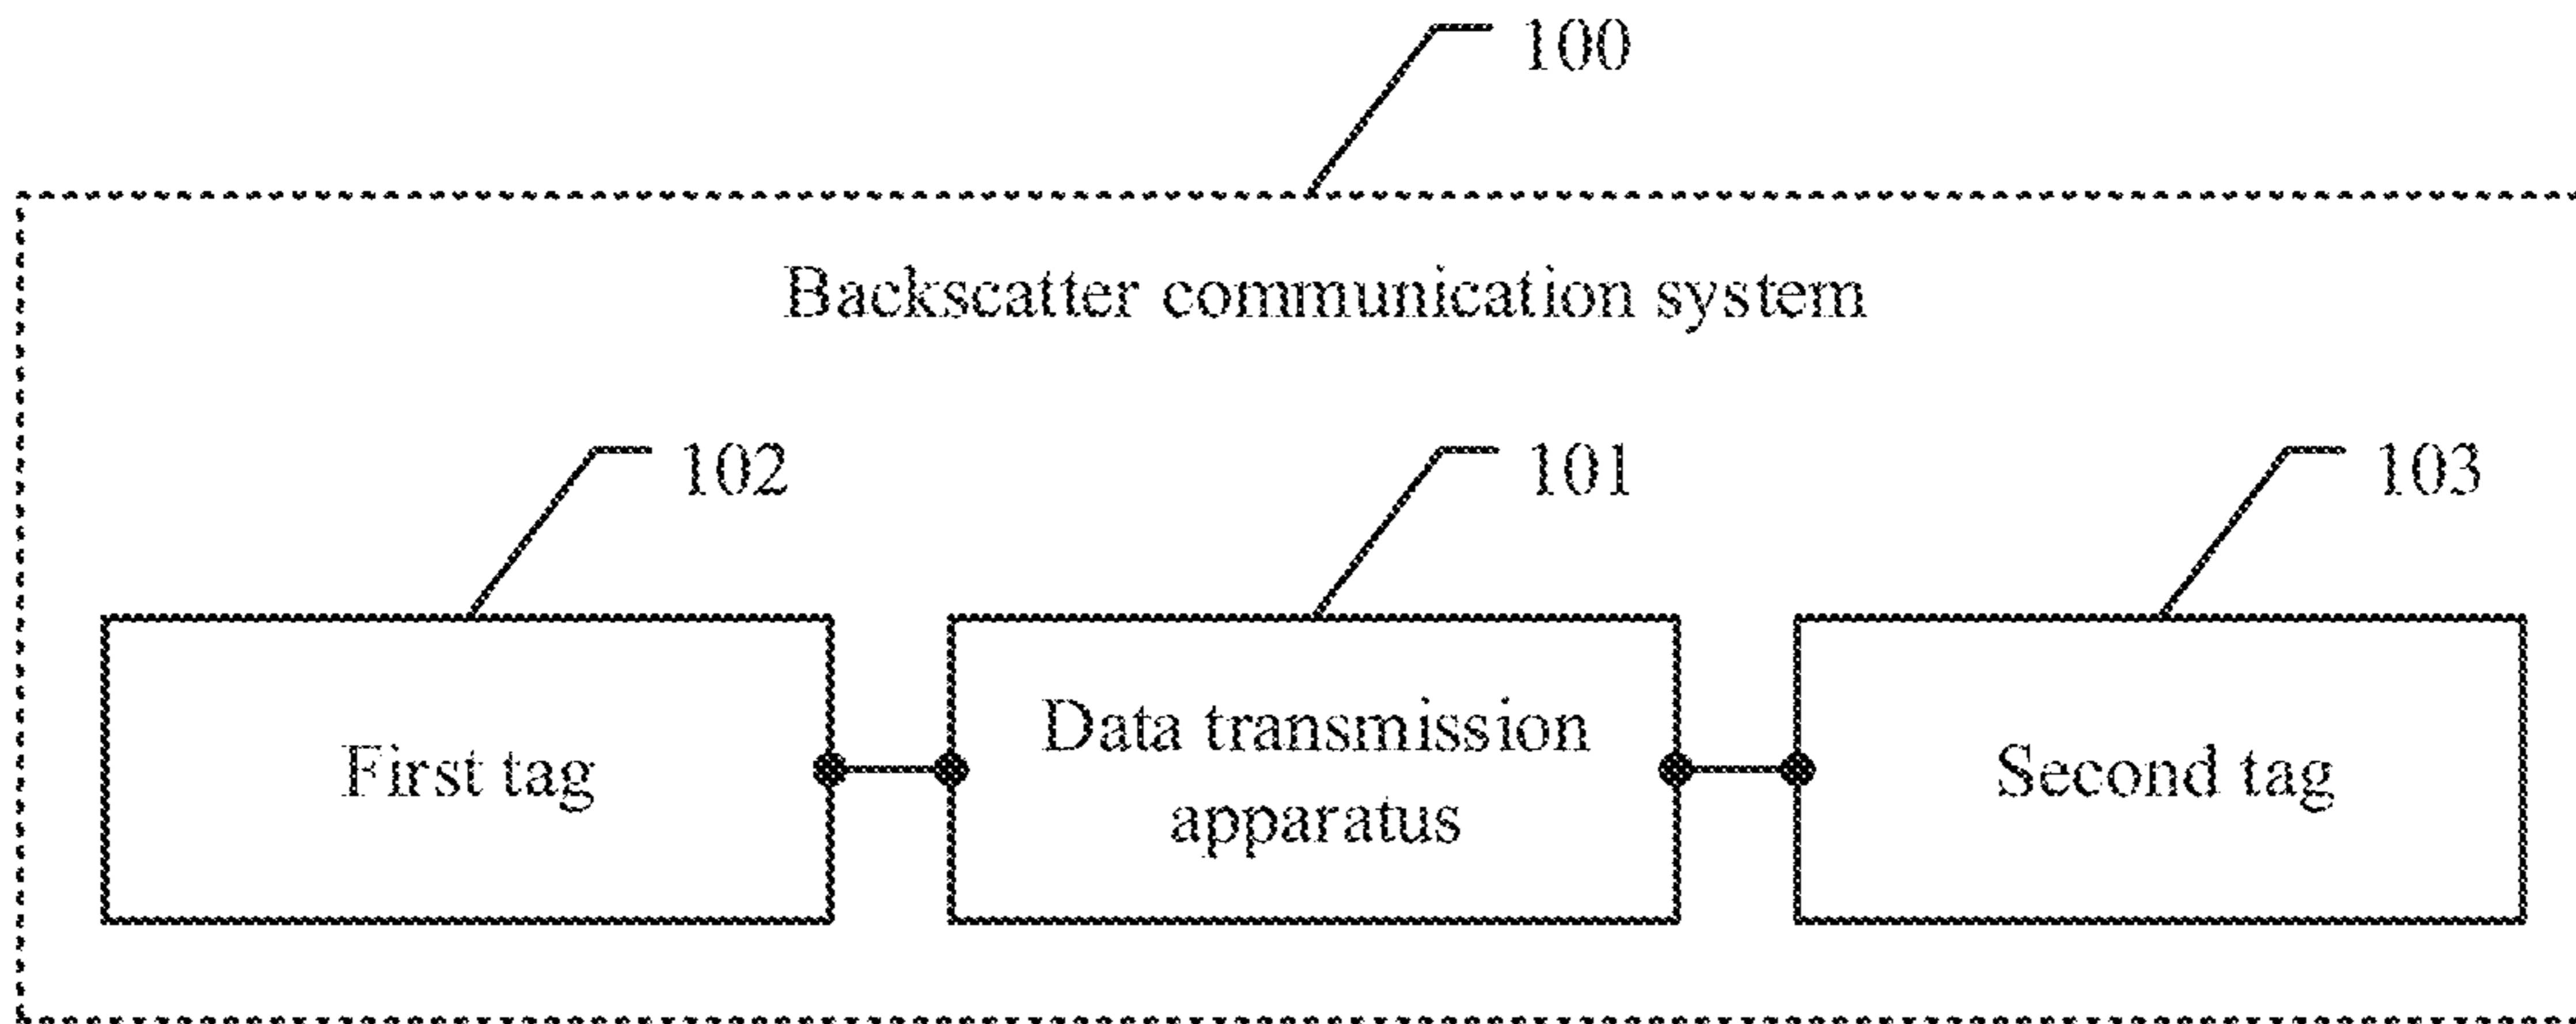 100
Backscatter communication system
102
101
103
First tag
Data transmission
apparatus
Second tag